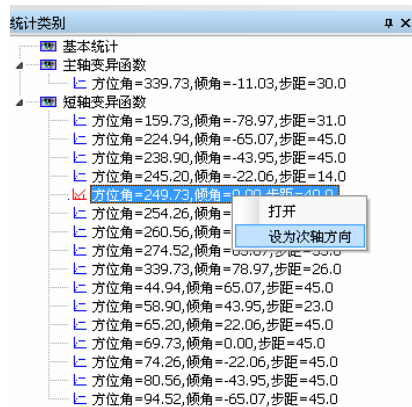 统计类别
基本统计
主轴变异函数
方位角=339.73,倾角=-11.03,步距=30.0
短轴变异函数
方位角=159.73,倾角=-78.97,步距=31.0
方位角=224.94,倾角=-65.07,步距=45.0
方位角=238.90,倾角=-43.95,步距=45.0
方位角=245.20,倾角=-22.06,步距=14.0
方位角=249.73,倾角=0.00,步距=40.0
方位角=254.26,倾角=
打开
方位角=260.56,倾角=
设为次轴方向
方位角=274.52,倾角=65.07,步距=35.0
方位角=339.73,倾角=78.97,步距=26.0
方位角=44.94,倾角=65.07,步距=45.0
方位角=58.90,倾角=43.95,步距=23.0
方位角=65.20,倾角=22.06,步距=45.0
方位角=69.73,倾角=0.00,步距=45.0
方位角=74.26,倾角=-22.06,步距=45.0
方位角=80.56,倾角=-43.95,步距=45.0
方位角=94.52,倾角=-65.07,步距=45.0